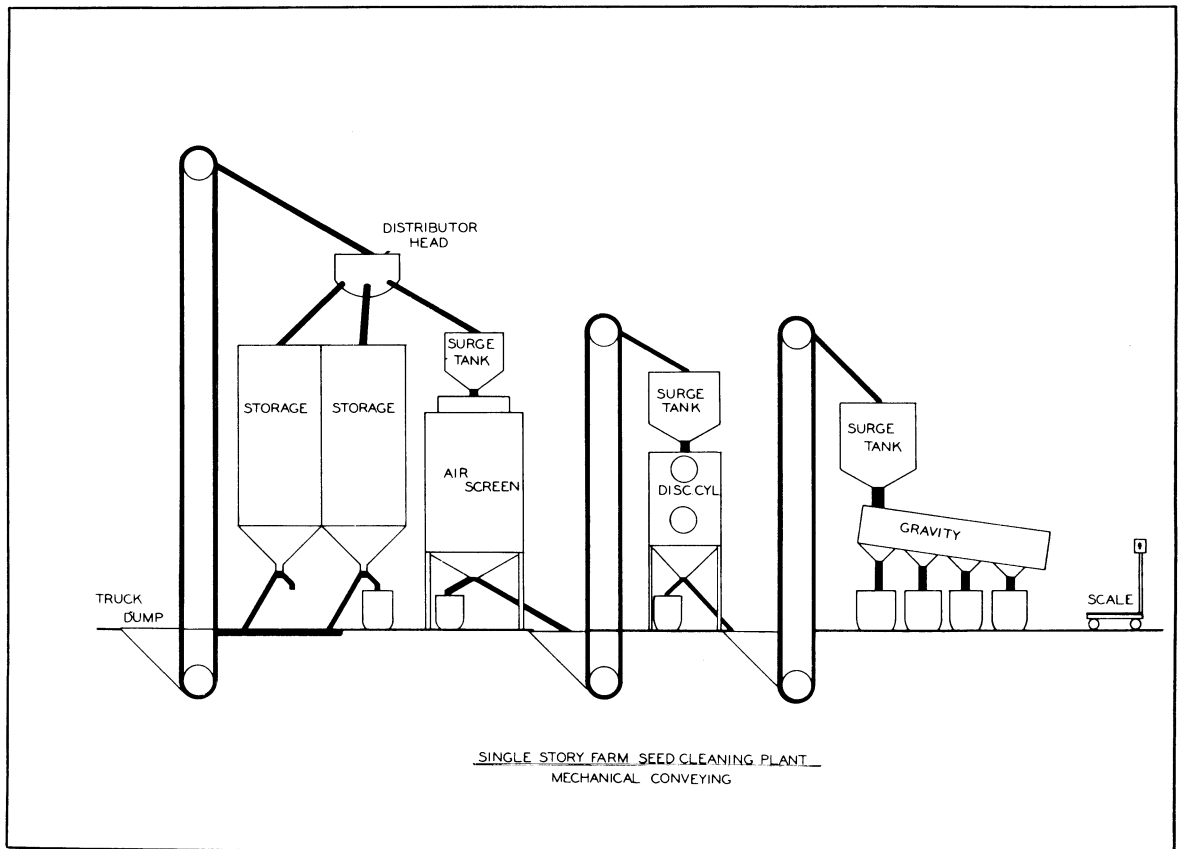 DISTRIBUTOR
HEAD
SURGE
TANK
STORAGE
STORAGE
AIR
SCREEN
SURGE
TANK
DISC.CYL
SURGE
TANK
GRAVITY
TRUCK
DUMP
SCALE
SINGLE STORY FARM SEED CLEANING PLANT
MECHANICAL CONVEYING